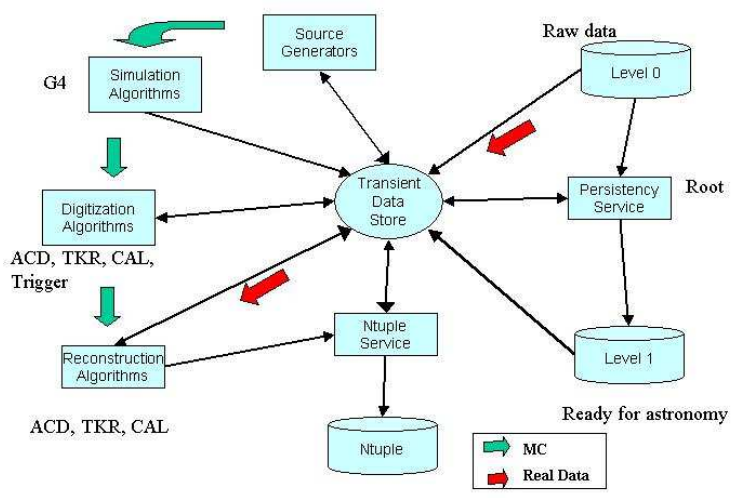 Source
Generators
Raw data
Level 0
G4
Simulation
Algorithms
Transient
Data
Store
Persistency
Service
Root
Digitization
Algorithms
ACD, TKR, CAL,
Trigger
Ntuple
Service
Reconstruction
Algorithms
Level 1
ACD, TKR, CAL
Ready for astronomy
Ntuple
MC
Real Data